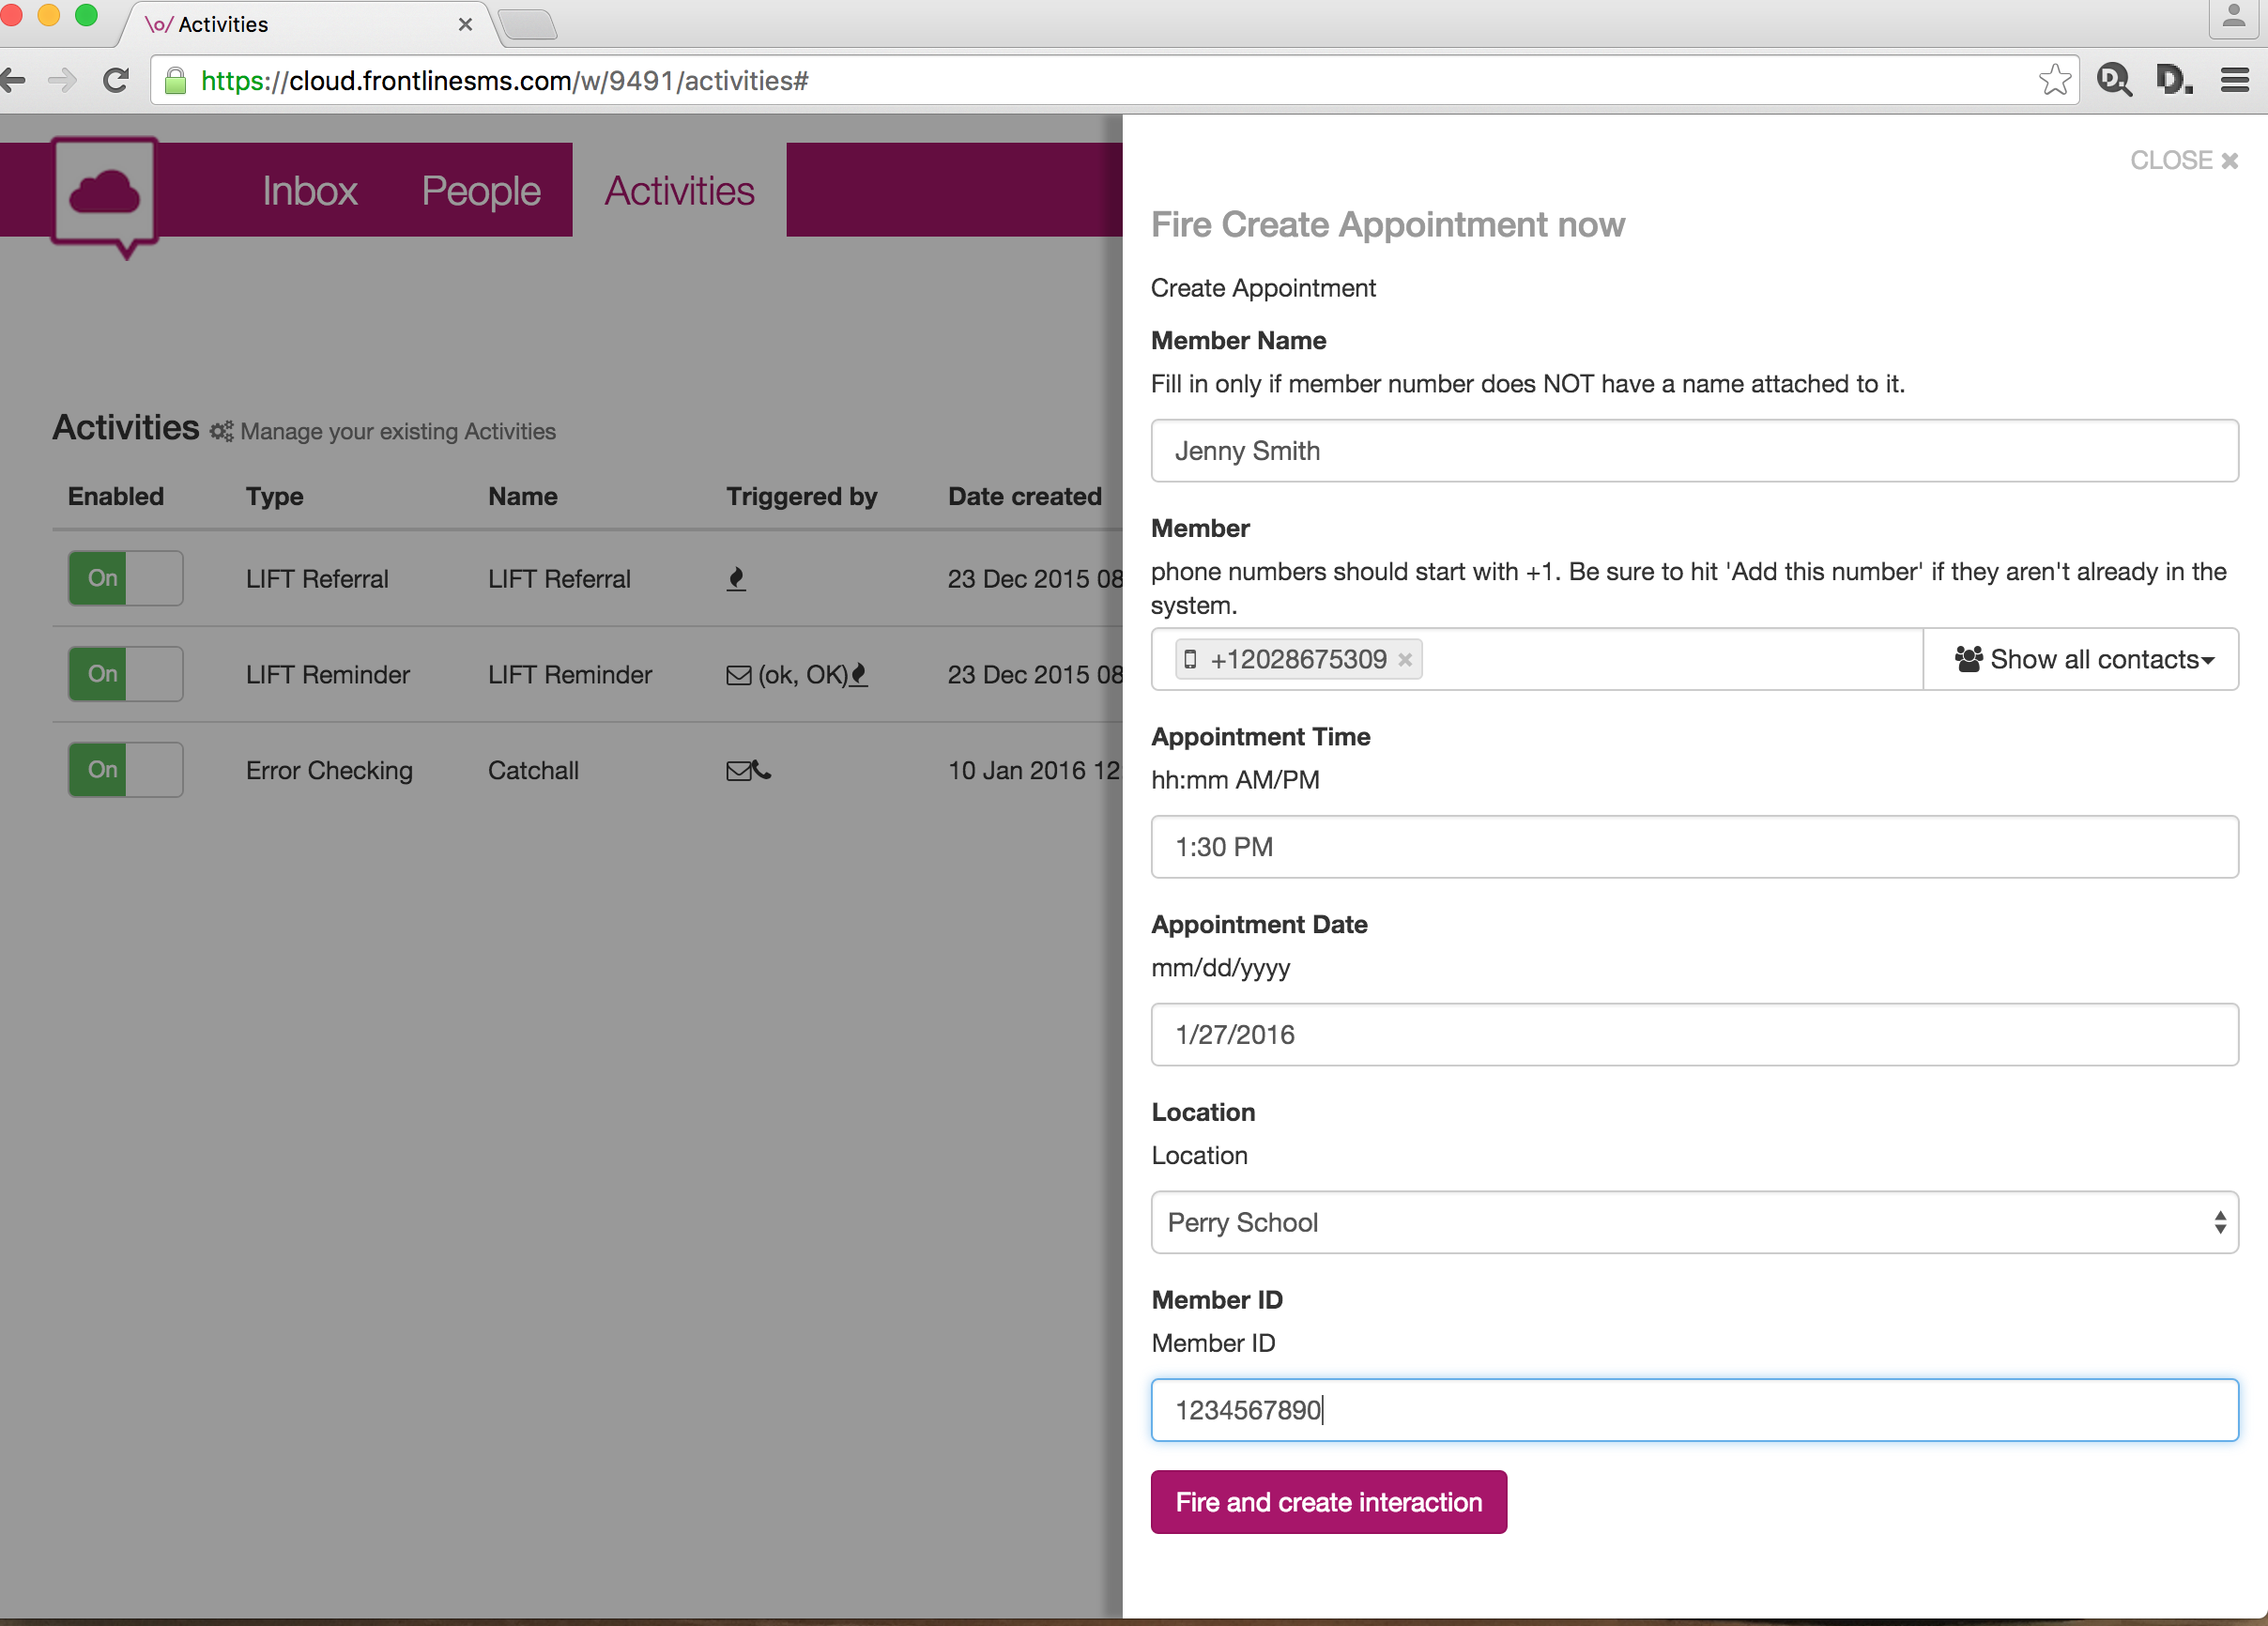 \o/ Activities
https://cloud.frontlinesms.com/w/9491/activities#
Inbox People Activities
Activities Manage your existing Activities
Enabled Type Name Triggered by Date created
On LIFT Referral LIFT Referral 23 Dec 2015 08
On LIFT Reminder LIFT Reminder (ok, OK) 23 Dec 2015 08
On Error Checking Catchall 10 Jan 2016 12
CLOSE
Fire Create Appointment now
Create Appointment
Member Name
Fill in only if member number does NOT have a name attached to it.
Jenny Smith
Member
phone numbers should start with +1. Be sure to hit 'Add this number' if they aren't already in the
system.
+12028675309 Show all contacts
Appointment Time
hh:mm AM/PM
1:30 PM
Appointment Date
mm/dd/yyyy
1/27/2016
Location
Location
Perry School
Member ID
Member ID
1234567890
Fire and create interaction